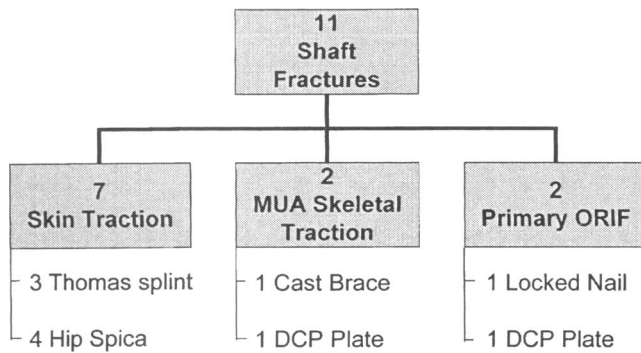 11
Shaft
Fractures
7
Skin Traction
2
MUA Skeletal
Traction
2
Primary ORIF
3 Thomas splint
4 Hip Spica
1 Cast Brace
1 DCP Plate
1 Locked Nail
1 DCP Plate